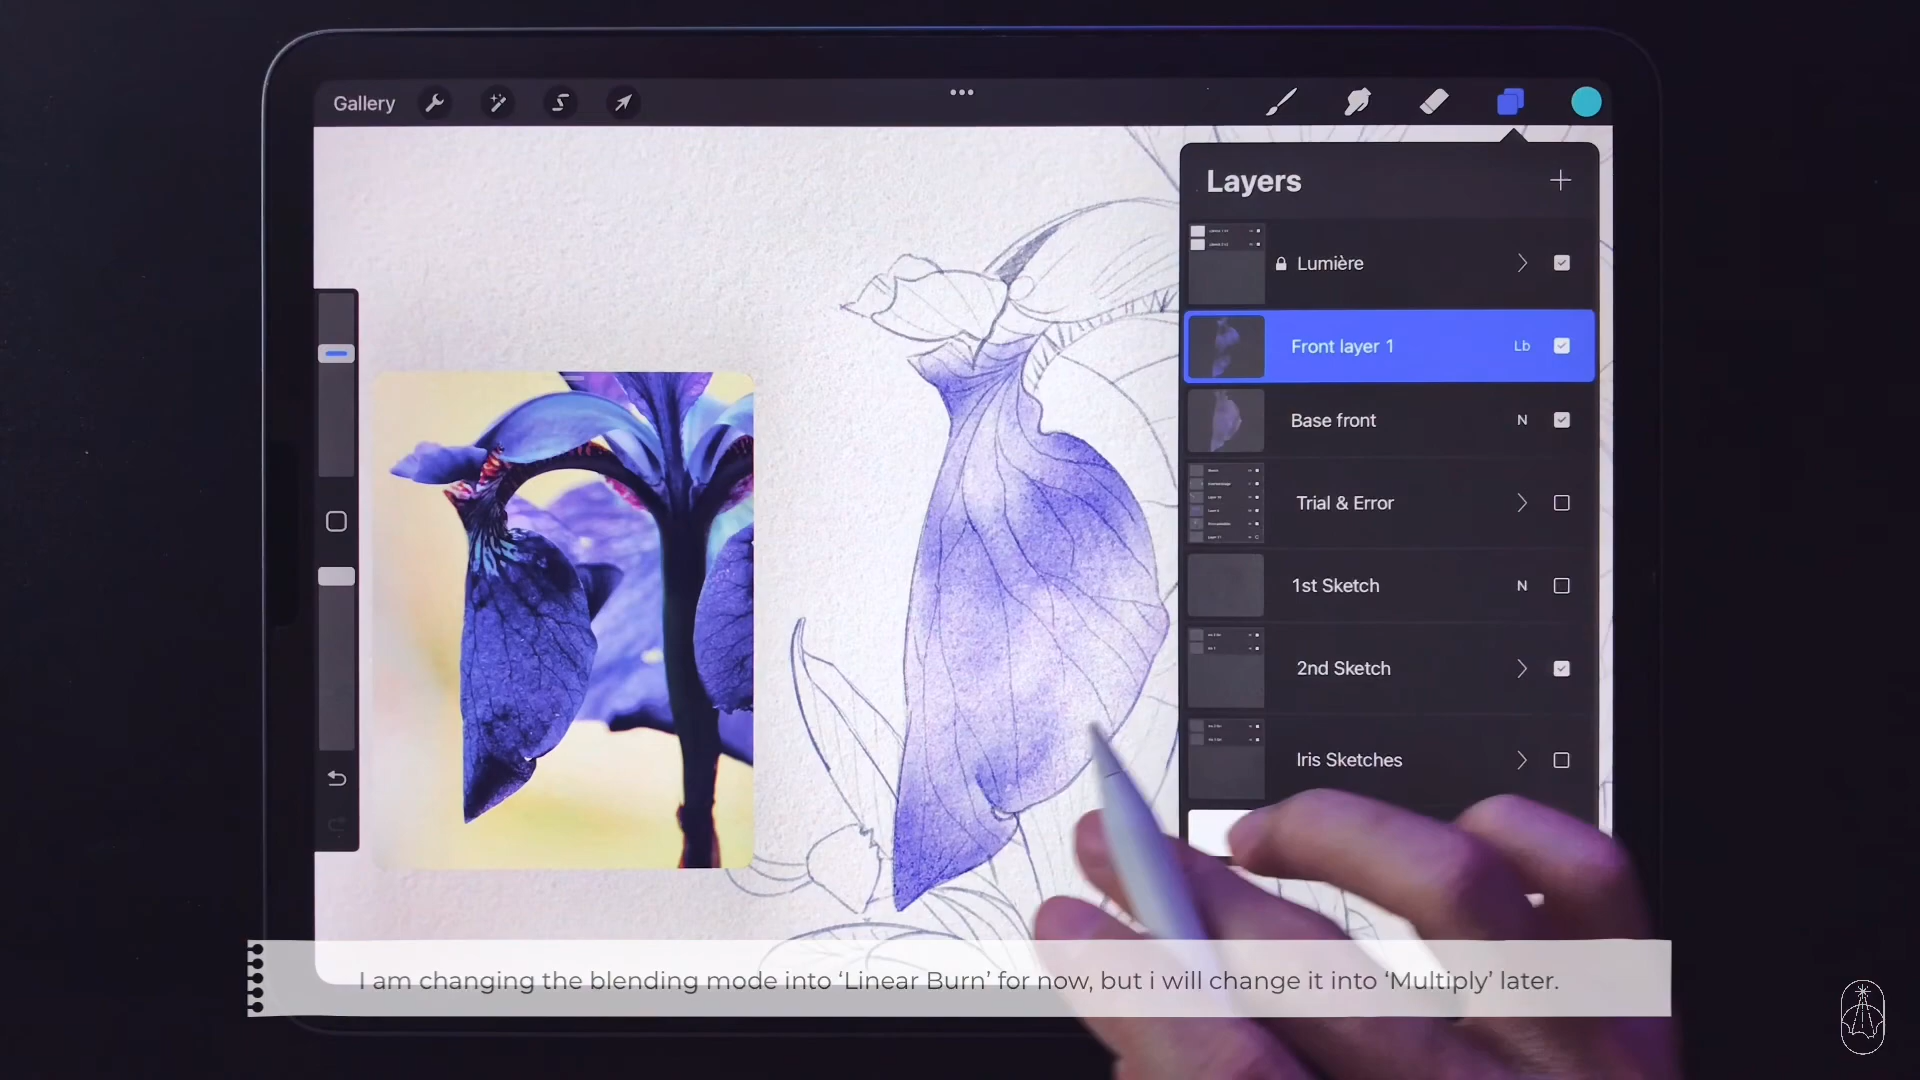 Gallery
Layers
Lumière
Front layer 1 Lb
Base front N
Trial & Error
1st Sketch N
2nd Sketch
Iris Sketches
I am changing the blending mode into ‘Linear Burn’ for now, but i will change it into ‘Multiply’ later.